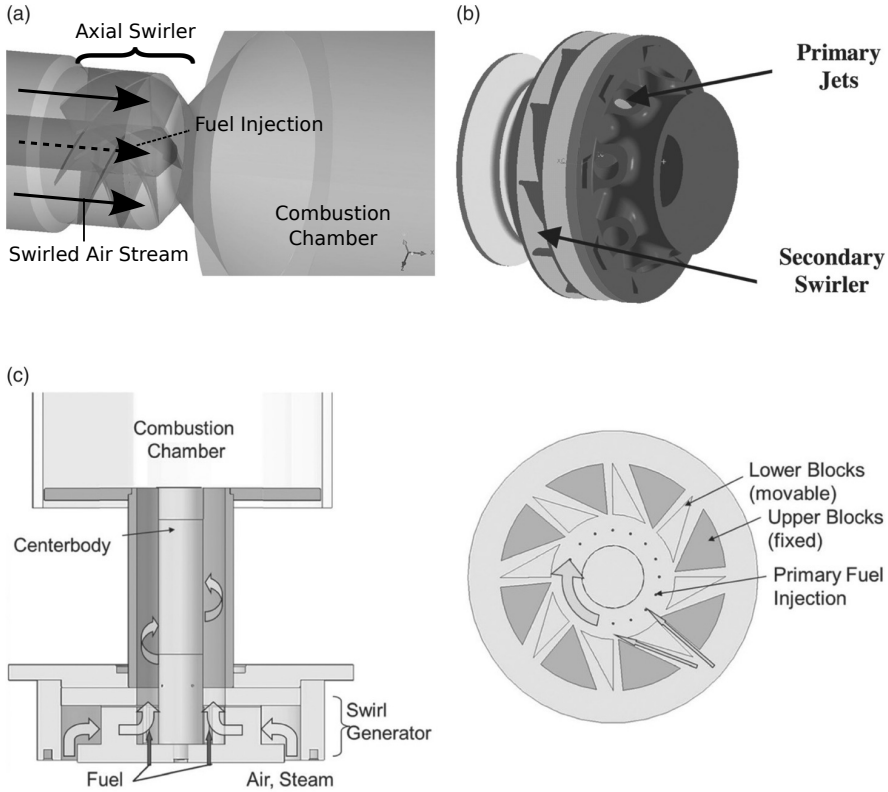 (a)
Axial Swirler
Fuel Injection
Combustion
Chamber
Swirled Air Stream
(b)
Primary
Jets
Secondary
Swirler
(c)
Combustion
Chamber
Centerbody
Swirl
Generator
Fuel
Air, Steam
Lower Blocks
(movable)
Upper Blocks
(fixed)
Primary Fuel
Injection